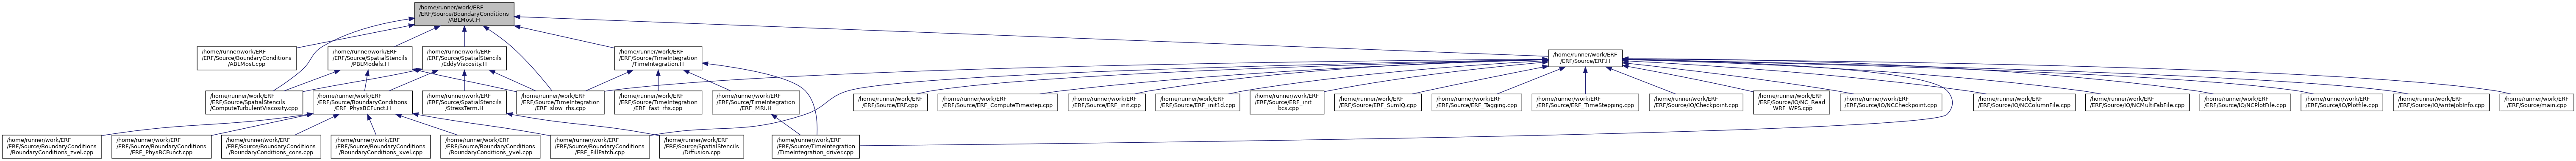 /home/runner/work/ERF
/ERF/Source/BoundaryConditions
/ABLMost.H
/home/runner/work/ERF
/ERF/Source/BoundaryConditions
/ABLMost.cpp
/home/runner/work/ERF
/ERF/Source/SpatialStencils
/PBLModels.H
/home/runner/work/ERF
/ERF/Source/SpatialStencils
/EddyViscosity.H
/home/runner/work/ERF
/ERF/Source/TimeIntegration
/TimeIntegration.H
/home/runner/work/ERF
/ERF/Source/ERF.H
/home/runner/work/ERF
/ERF/Source/SpatialStencils
/ComputeTurbulentViscosity.cpp
/home/runner/work/ERF
/ERF/Source/BoundaryConditions
/ERF_PhysBCFunct.H
/home/runner/work/ERF
/ERF/Source/SpatialStencils
/StressTerm.H
/home/runner/work/ERF
/ERF/Source/TimeIntegration
/ERF_slow_rhs.cpp
/home/runner/work/ERF
/ERF/Source/TimeIntegration
/ERF_fast_rhs.cpp
/home/runner/work/ERF
/ERF/Source/TimeIntegration
/ERF_MRI.H
/home/runner/work/ERF
/ERF/Source/ERF.cpp
/home/runner/work/ERF
/ERF/Source/ERF_ComputeTimestep.cpp
/home/runner/work/ERF
/ERF/Source/ERF_init.cpp
/home/runner/work/ERF
/ERF/Source/ERF_init1d.cpp
/home/runner/work/ERF
/ERF/Source/ERF_init
_bcs.cpp
/home/runner/work/ERF
/ERF/Source/ERF_SumIQ.cpp
/home/runner/work/ERF
/ERF/Source/ERF_Tagging.cpp
/home/runner/work/ERF
/ERF/Source/ERF_TimeStepping.cpp
/home/runner/work/ERF
/ERF/Source/IO/Checkpoint.cpp
/home/runner/work/ERF
/ERF/Source/IO/NC_Read
_WRF_WPS.cpp
/home/runner/work/ERF
/ERF/Source/IO/NCCheckpoint.cpp
/home/runner/work/ERF
/ERF/Source/IO/NCColumnFile.cpp
/home/runner/work/ERF
/ERF/Source/IO/NCMultiFabFile.cpp
/home/runner/work/ERF
/ERF/Source/IO/NCPlotFile.cpp
/home/runner/work/ERF
/ERF/Source/IO/Plotfile.cpp
/home/runner/work/ERF
/ERF/Source/IO/writeJobInfo.cpp
/home/runner/work/ERF
/ERF/Source/main.cpp
/home/runner/work/ERF
/ERF/Source/BoundaryConditions
/BoundaryConditions_zvel.cpp
/home/runner/work/ERF
/ERF/Source/BoundaryConditions
/ERF_PhysBCFunct.cpp
/home/runner/work/ERF
/ERF/Source/BoundaryConditions
/BoundaryConditions_cons.cpp
/home/runner/work/ERF
/ERF/Source/BoundaryConditions
/BoundaryConditions_xvel.cpp
/home/runner/work/ERF
/ERF/Source/BoundaryConditions
/BoundaryConditions_yvel.cpp
/home/runner/work/ERF
/ERF/Source/BoundaryConditions
/ERF_FillPatch.cpp
/home/runner/work/ERF
/ERF/Source/SpatialStencils
/Diffusion.cpp
/home/runner/work/ERF
/ERF/Source/TimeIntegration
/TimeIntegration_driver.cpp